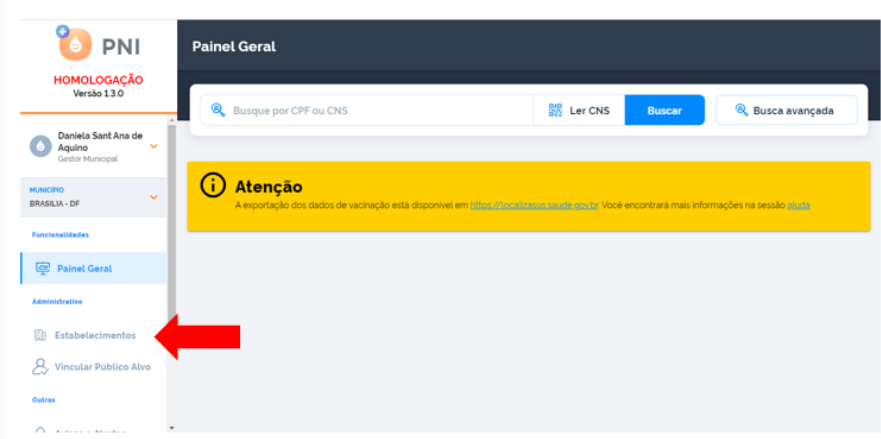 PNI
HOMOLOGAÇÃO
Versão 1.3.0
Daniela Sant Ana de
Aquino
Gestor Municipal
MUNICÍPIO
BRASILIA - DF
Funcionalidades
Painel Geral
Administrativo
Estabelecimentos
Vincular Público Alvo
Outros
Avisos e Alertas
Painel Geral
Busque por CPF ou CNS
Ler CNS
Buscar
Busca avançada
Atenção
A exportação dos dados de vacinação está disponível em https://localizasus.saude.gov.br. Você encontrará mais informações na sessão ajuda